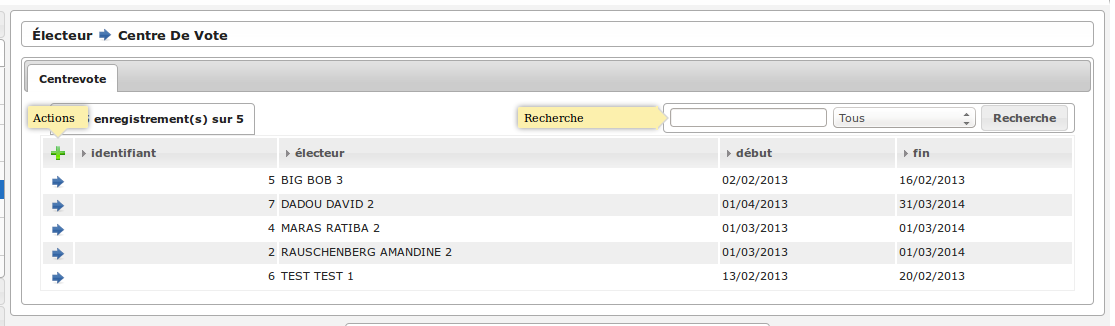 Électeur Centre De Vote
Centrevote
Actions enregistrement(s) sur 5 Recherche Tous Recherche
identifiant électeur début fin
5 BIG BOB 3 02/02/2013 16/02/2013
7 DADOU DAVID 2 01/04/2013 31/03/2014
4 MARAS RATIBA 2 01/03/2013 01/03/2014
2 RAUSCHENBERG AMANDINE 2 01/03/2013 01/03/2014
6 TEST TEST 1 13/02/2013 20/02/2013